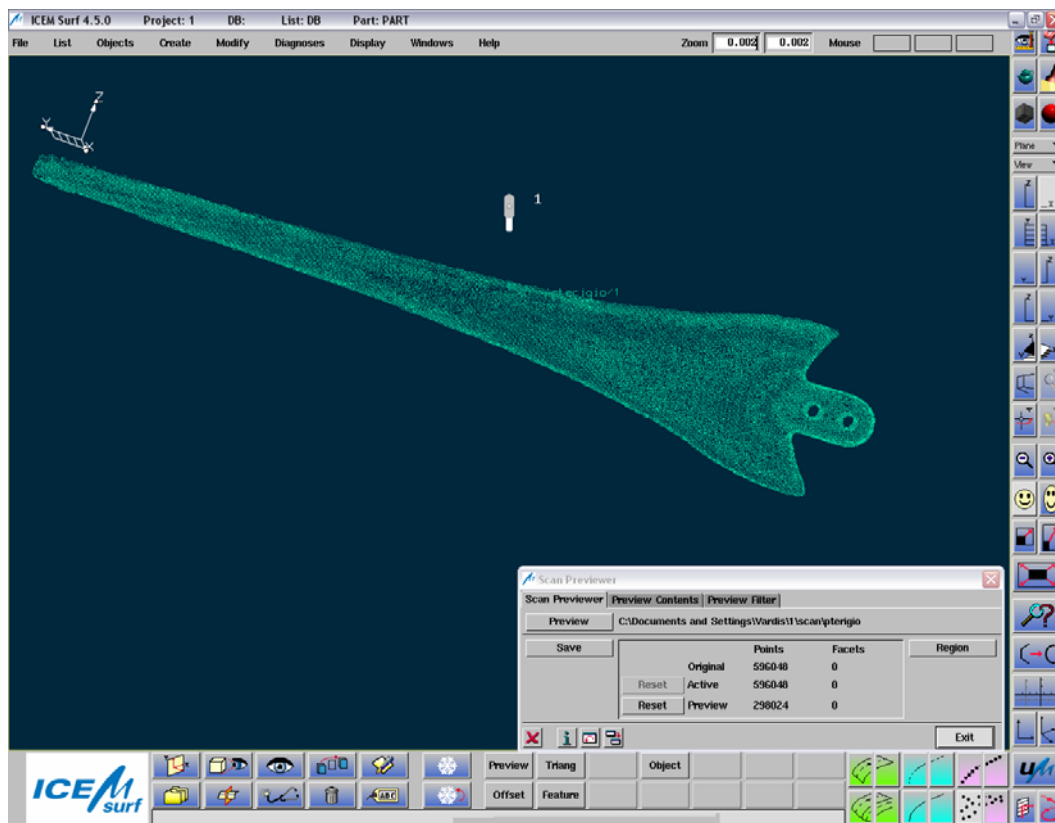 ICEM Surf 4.5.0 Project: 1 DB: List: DB Part: PART
File List Objects Create Modify Diagnoses Display Windows Help Zoom 0.002 0.002 Mouse
Plane
View
Z
Y
X
1
Scan Previewer
Scan Previewer Preview Contents Preview Filter
Preview C:\Documents and Settings\Vardis\1\scan\pterigio
Save Points Facets Region
Original 596048 0
Reset Active 596048 0
Reset Preview 298024 0
Exit
ICEM surf
Preview Triang Object
Offset Feature
ABC